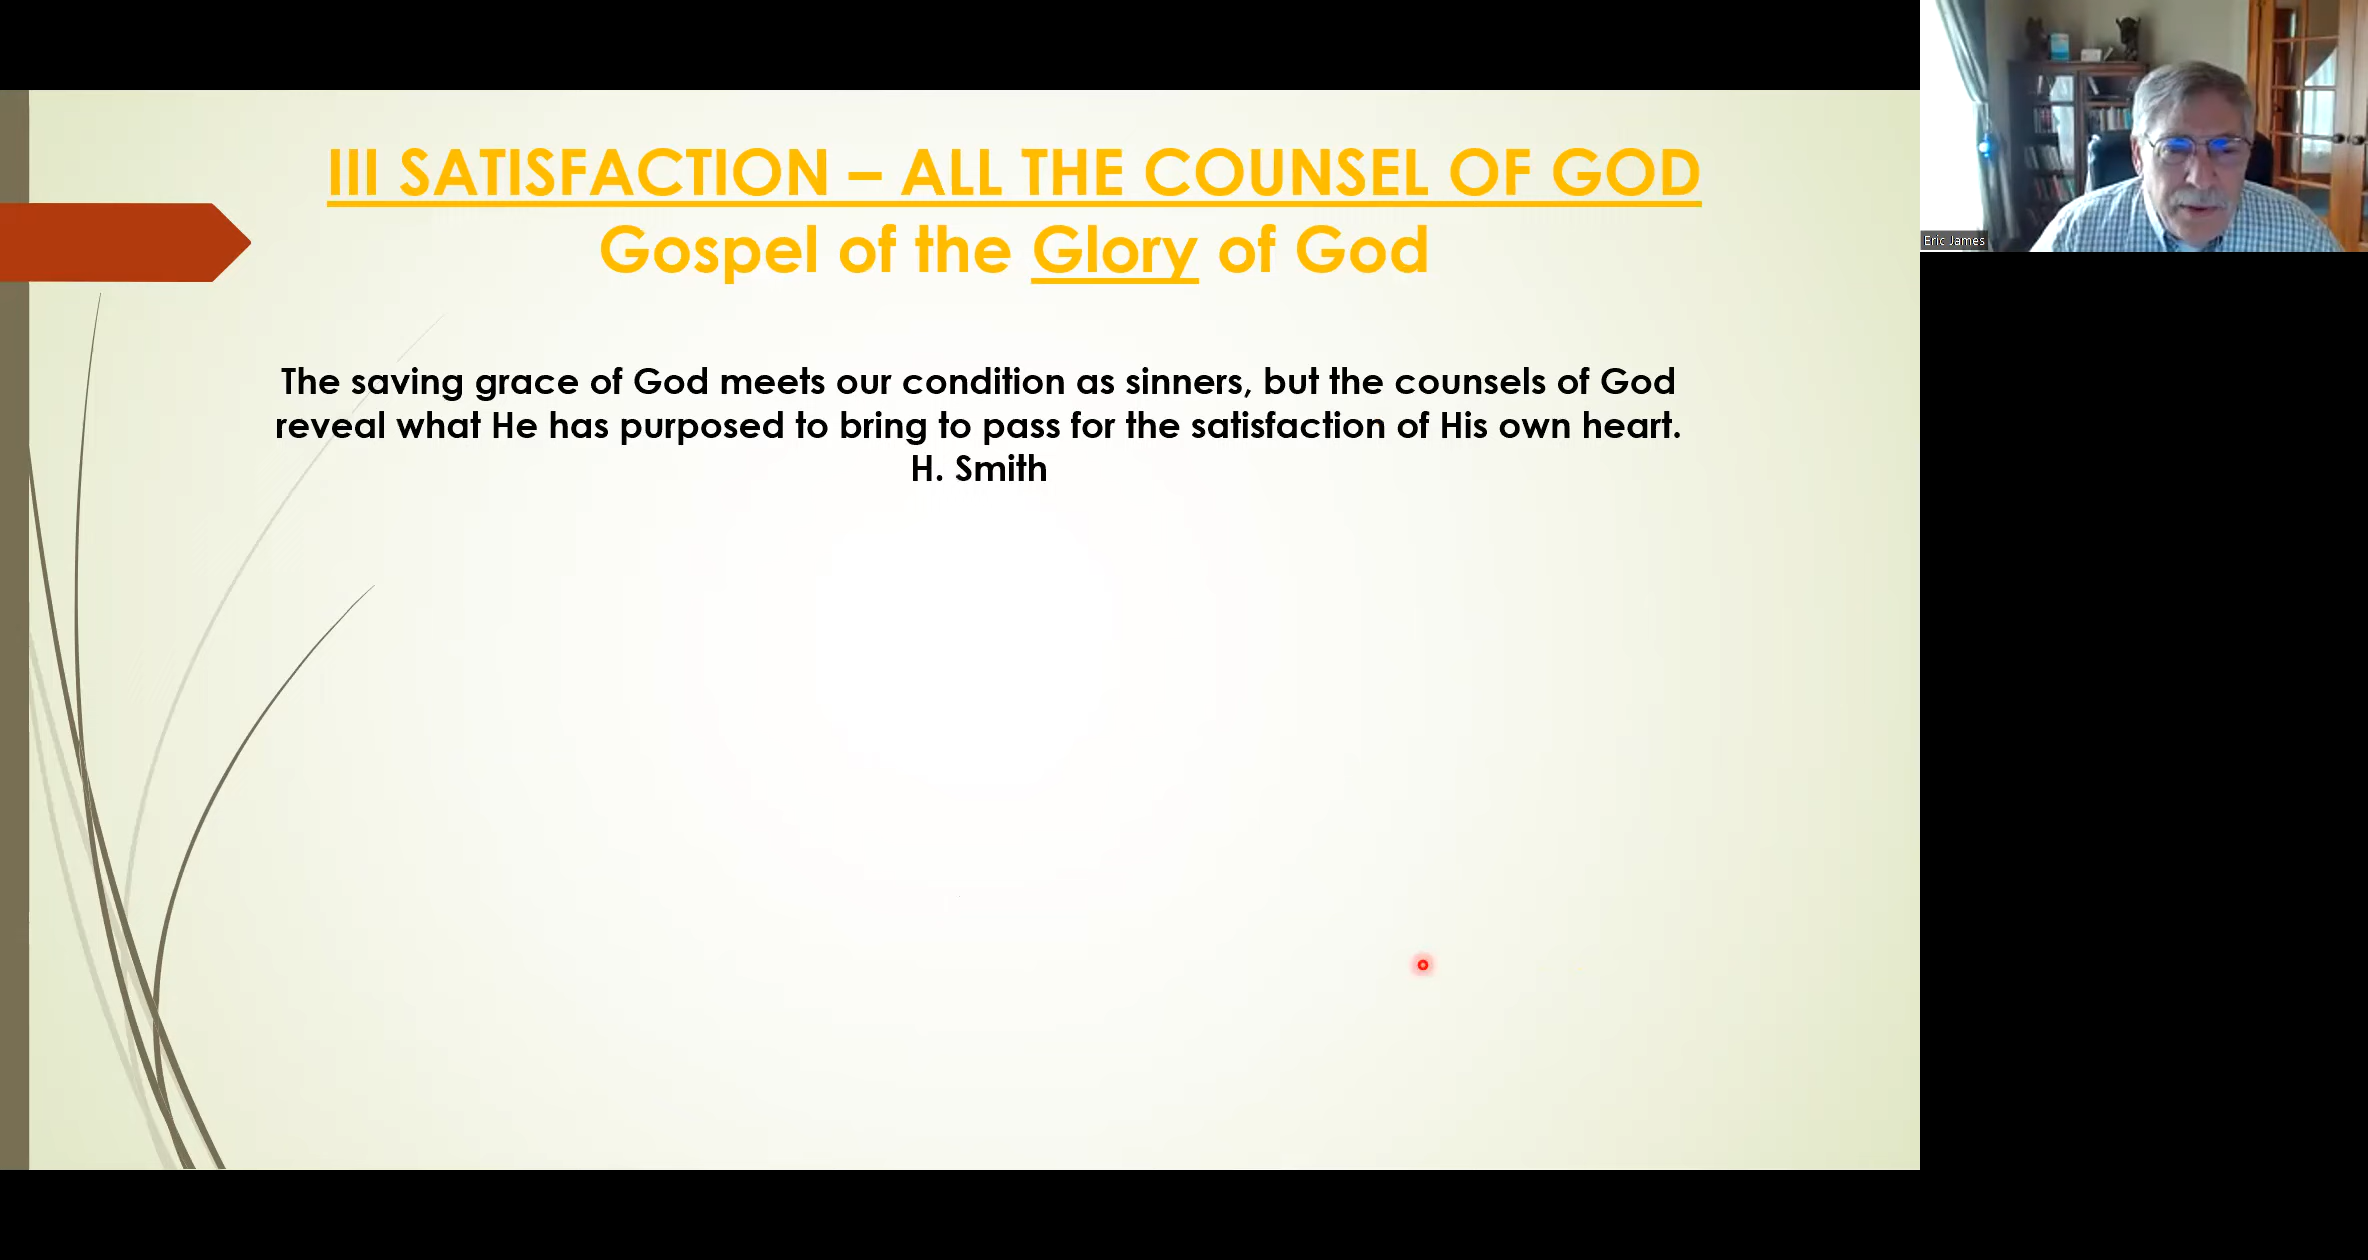 III SATISFACTION – ALL THE COUNSEL OF GOD
Gospel of the Glory of God
The saving grace of God meets our condition as sinners, but the counsels of God
reveal what He has purposed to bring to pass for the satisfaction of His own heart.
H. Smith
Eric James